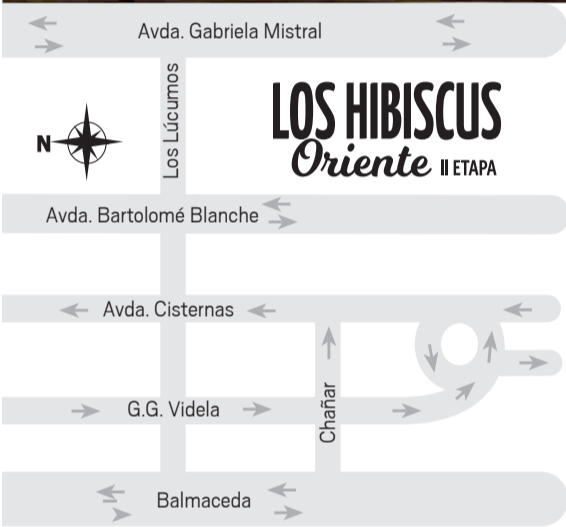 Avda. Gabriela Mistral
Los Lúcumos
N
LOS HIBISCUS
Oriente II ETAPA
Avda. Bartolomé Blanche
Avda. Cisternas
G.G. Videla
Chañar
Balmaceda